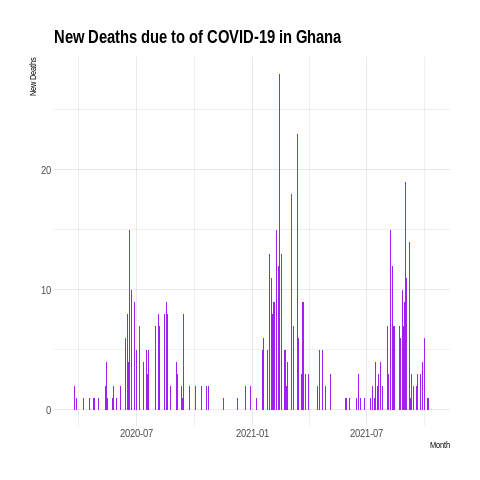 New Deaths due to of COVID-19 in Ghana
New Deaths
20
10
0
2020-07
2021-01
2021-07
Month